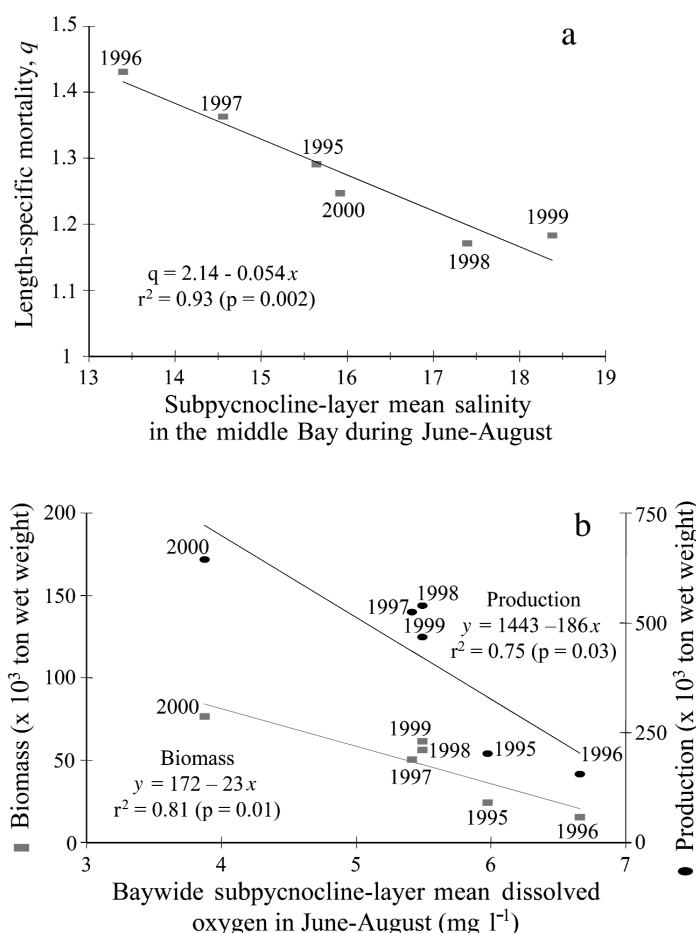 a
Length-specific mortality, q
1.5
1.4
1.3
1.2
1.1
1
1996
1997
1995
2000
1998
1999
q = 2.14 - 0.054x
r² = 0.93 (p = 0.002)
13 14 15 16 17 18 19
Subpycnocline-layer mean salinity
in the middle Bay during June-August
b
Biomass (x 10³ ton wet weight)
200
150
100
50
0
Production (x 10³ ton wet weight)
750
500
250
0
2000
1997
1998
1999
1995
1996
Production
y = 1443 –186x
r² = 0.75 (p = 0.03)
2000
1999
1998
1997
1995
1996
Biomass
y = 172 – 23x
r² = 0.81 (p = 0.01)
3 4 5 6 7
Baywide subpycnocline-layer mean dissolved
oxygen in June-August (mg l⁻¹)